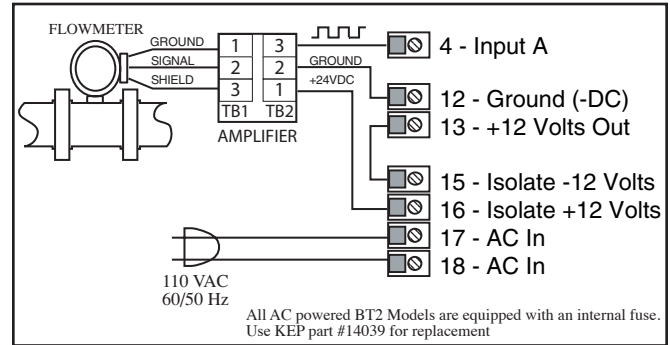 FLOWMETER
GROUND
SIGNAL
SHIELD
1 3
2 2
3 1
TB1 TB2
AMPLIFIER
GROUND
+24VDC
4 - Input A
12 - Ground (-DC)
13 - +12 Volts Out
15 - Isolate -12 Volts
16 - Isolate +12 Volts
17 - AC In
18 - AC In
110 VAC
60/50 Hz
All AC powered BT2 Models are equipped with an internal fuse.
Use KEP part #14039 for replacement